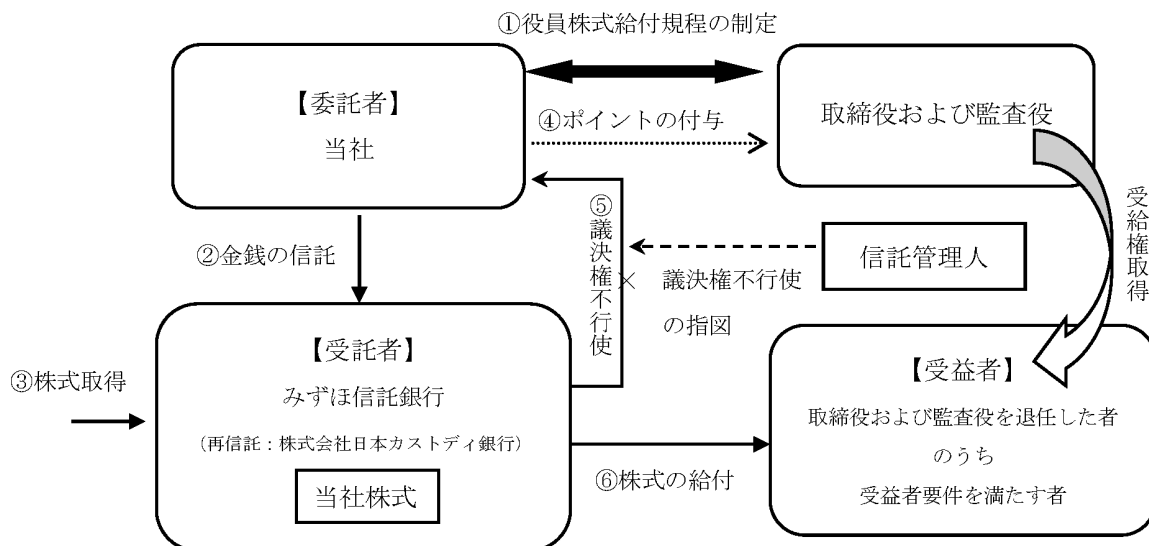 ①役員株式給付規程の制定
【委託者】
当社
④ポイントの付与
取締役および監査役
②金銭の信託
⑤議決権不行使
×
議決権不行使
の指図
信託管理人
受給権取得
③株式取得
【受託者】
みずほ信託銀行
（再信託：株式会社日本カストディ銀行）
当社株式
⑥株式の給付
【受益者】
取締役および監査役を退任した者
のうち
受益者要件を満たす者